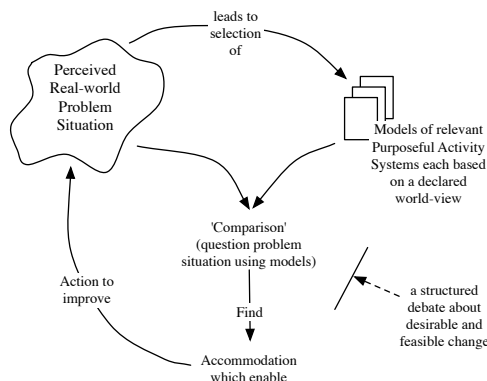 leads to
selection
of
Perceived
Real-world
Problem
Situation
Models of relevant
Purposeful Activity
Systems each based
on a declared
world-view
'Comparison'
(question problem
situation using models)
Action to
improve
Find
a structured
debate about
desirable and
feasible change
Accommodation
which enable